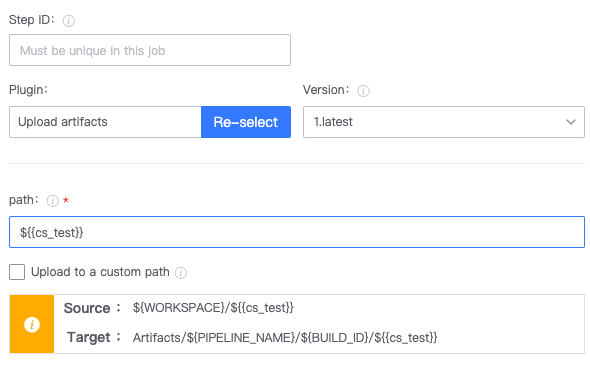 Step ID:
Must be unique in this job
Plugin:
Version:
Upload artifacts
Re-select
1.latest
path: *
${{cs_test}}
Upload to a custom path
Source : ${WORKSPACE}/${{cs_test}}
Target : Artifacts/${PIPELINE_NAME}/${BUILD_ID}/${{cs_test}}